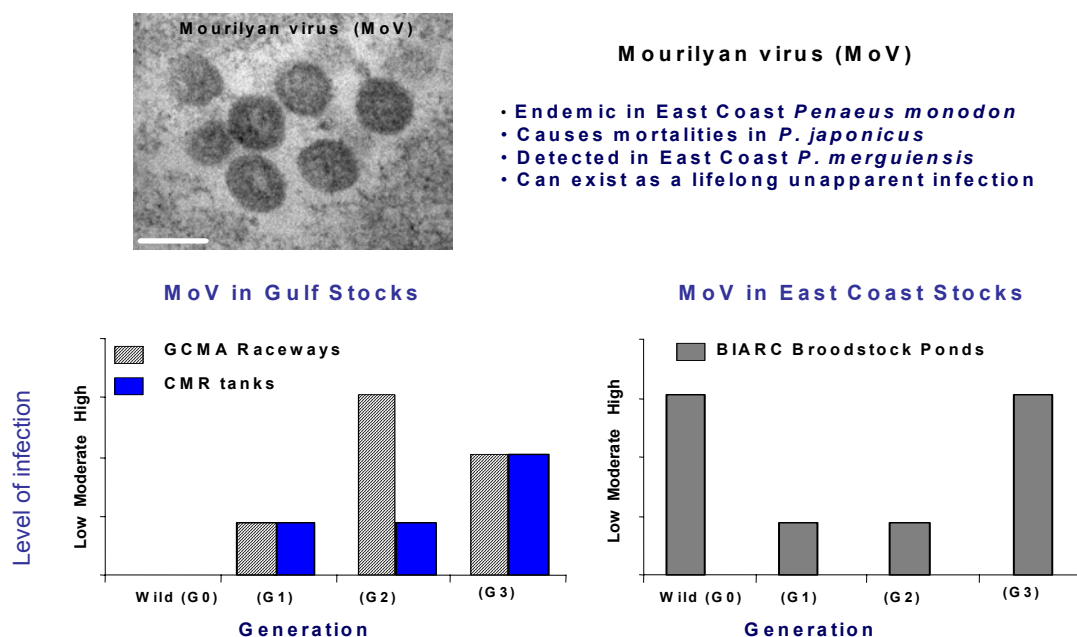 Mourilyan virus (MoV)
Mourilyan virus (MoV)
• Endemic in East Coast Penaeus monodon
• Causes mortalities in P. japonicus
• Detected in East Coast P. merguiensis
• Can exist as a lifelong unapparent infection
MoV in Gulf Stocks
GCMA Raceways
CMR tanks
Level of infection
Low Moderate High
Wild (G0) (G1) (G2) (G3)
Generation
MoV in East Coast Stocks
BIARC Broodstock Ponds
Low Moderate High
Wild (G0) (G1) (G2) (G3)
Generation